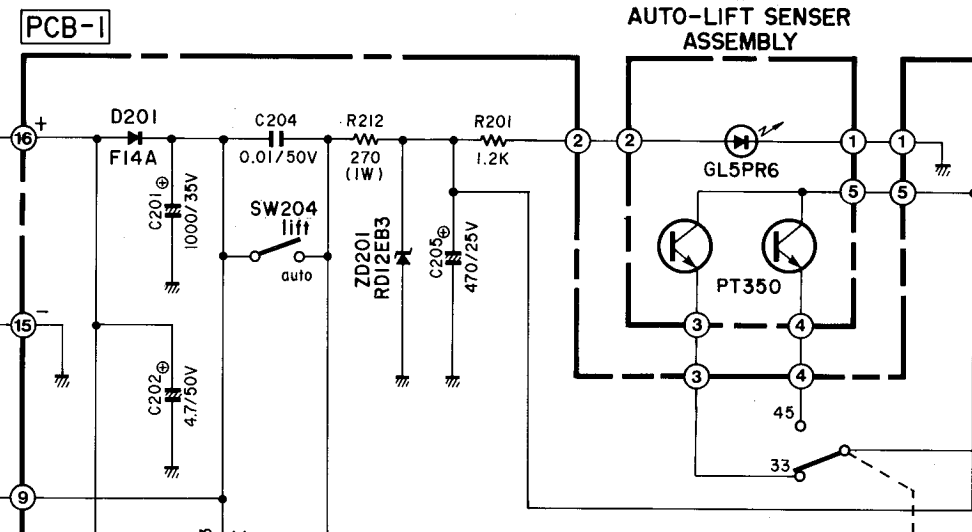 PCB-1
AUTO-LIFT SENSER
ASSEMBLY
16
+
D201
F14A
C204
0.01/50V
R212
270
(1W)
R201
1.2K
2
2
GL5PR6
1
1
5
5
C201
1000/35V
SW204
lift
auto
ZD201
RD12EB3
C205
470/25V
PT350
15
-
3
4
3
4
C202
4.7/50V
45
33
9